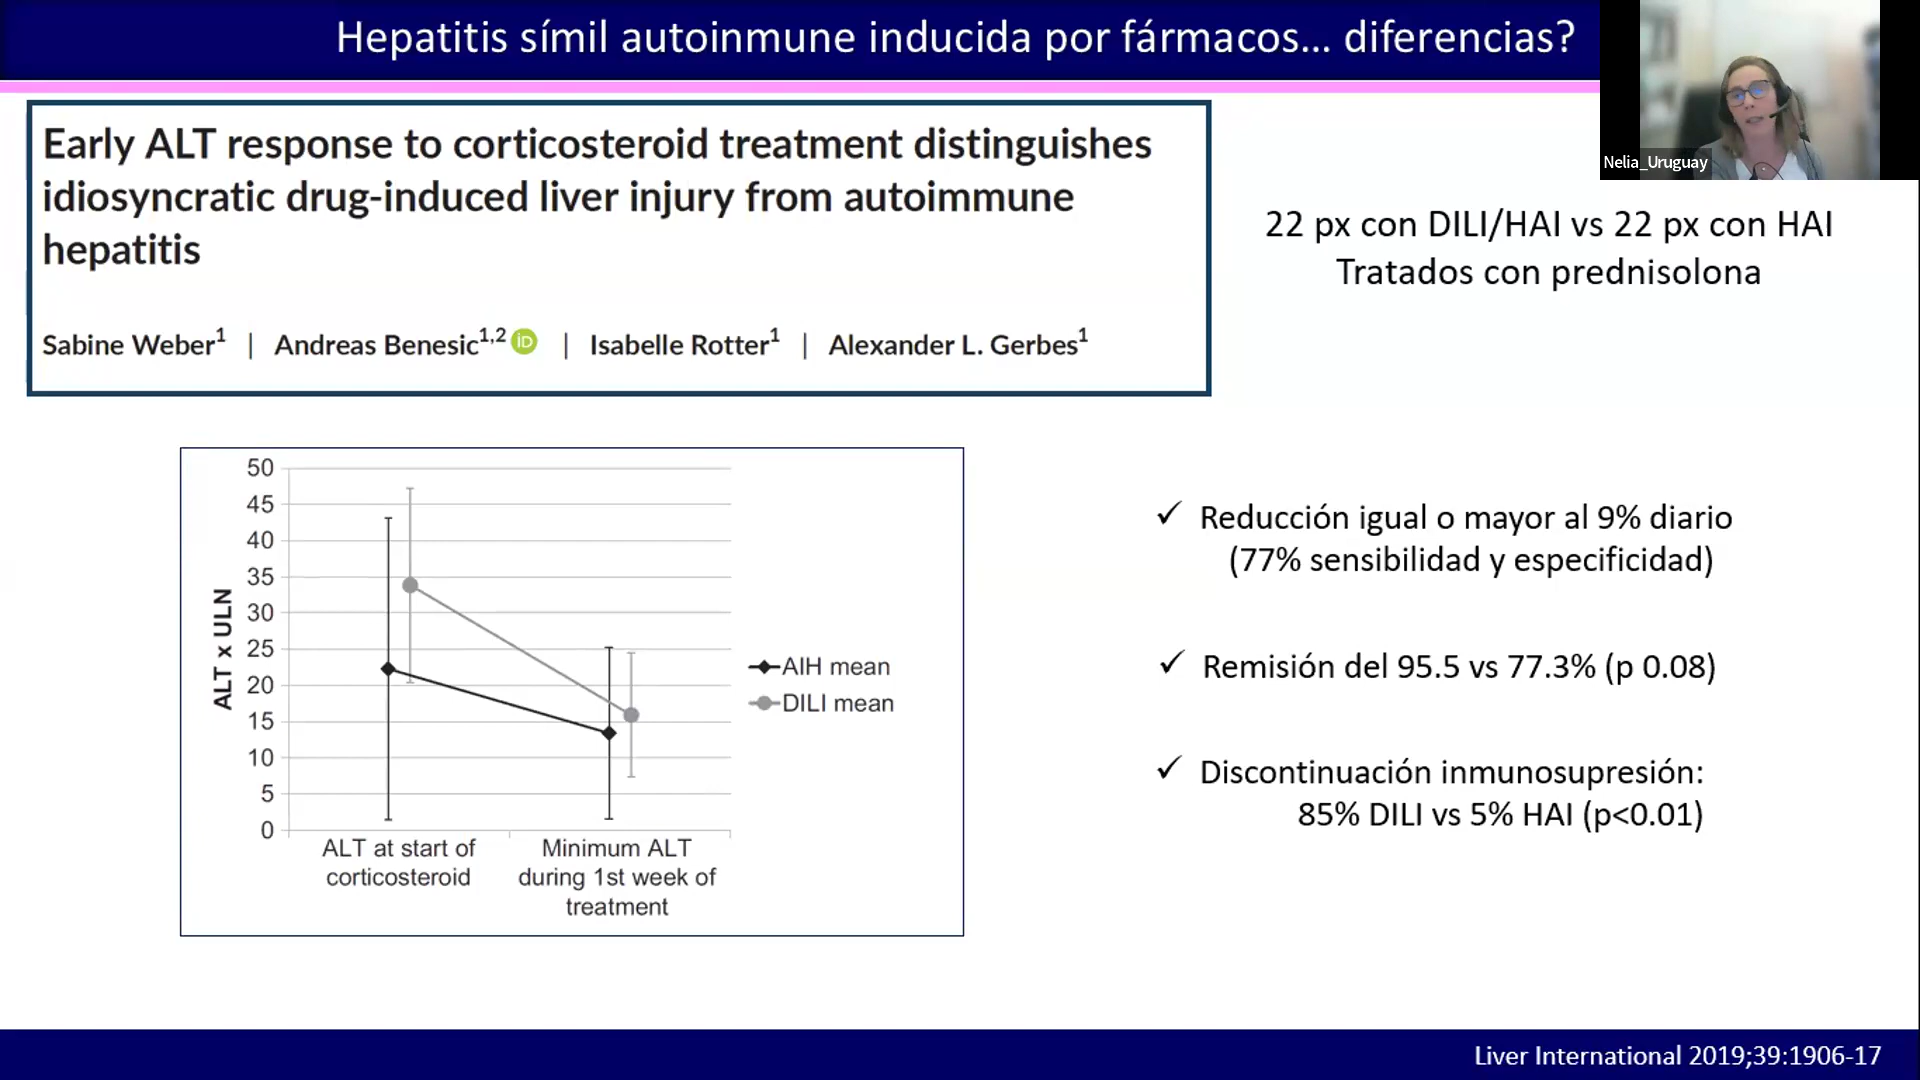 Hepatitis símil autoinmune inducida por fármacos... diferencias?
Nelia_Uruguay
Early ALT response to corticosteroid treatment distinguishes
idiosyncratic drug-induced liver injury from autoimmune
hepatitis
Sabine Weber1 | Andreas Benesic1,2 iD | Isabelle Rotter1 | Alexander L. Gerbes1
22 px con DILI/HAI vs 22 px con HAI
Tratados con prednisolona
ALT x ULN
50
45
40
35
30
25
20
15
10
5
0
ALT at start of
corticosteroid
Minimum ALT
during 1st week of
treatment
AIH mean
DILI mean
✓ Reducción igual o mayor al 9% diario
(77% sensibilidad y especificidad)
✓ Remisión del 95.5 vs 77.3% (p 0.08)
✓ Discontinuación inmunosupresión:
85% DILI vs 5% HAI (p<0.01)
Liver International 2019;39:1906-17